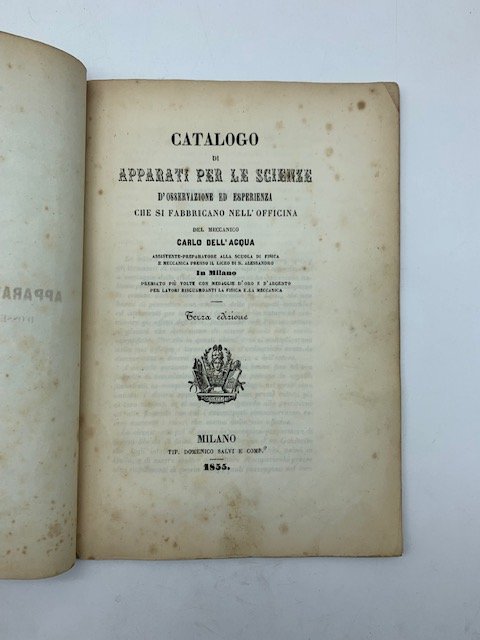 CATALOGO
DI
APPARATI PER LE SCIENZE
D'OSSERVAZIONE ED ESPERIENZA
CHE SI FABBRICANO NELL'OFFICINA
DEL MECCANICO
CARLO DELL'ACQUA
ASSISTENTE-PREPARATORE ALLA SCUOLA DI FISICA
E MECCANICA PRESSO IL LICEO DI S. ALESSANDRO
In Milano
PREMIATO PIÙ VOLTE CON MEDAGLIE D'ORO E D'ARGENTO
PER LAVORI RISGUARDANTI LA FISICA E LA MECCANICA
Terza edizione
MILANO
TIP. DOMENICO SALVI E COMP.º
1855.